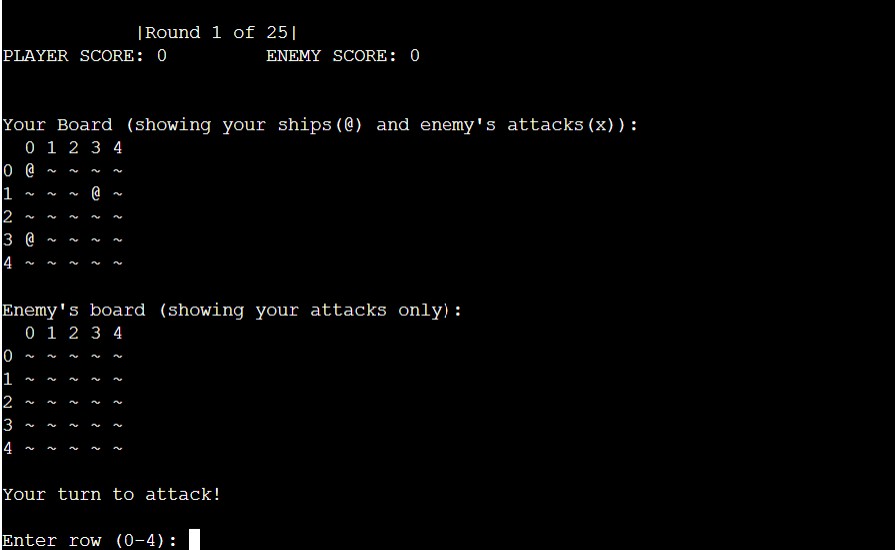 |Round 1 of 25|
PLAYER SCORE: 0 ENEMY SCORE: 0
Your Board (showing your ships(@) and enemy's attacks(x)):
0 1 2 3 4
0 @ ~ ~ ~ ~
1 ~ ~ ~ @ ~
2 ~ ~ ~ ~ ~
3 @ ~ ~ ~ ~
4 ~ ~ ~ ~ ~
Enemy's board (showing your attacks only):
0 1 2 3 4
0 ~ ~ ~ ~ ~
1 ~ ~ ~ ~ ~
2 ~ ~ ~ ~ ~
3 ~ ~ ~ ~ ~
4 ~ ~ ~ ~ ~
Your turn to attack!
Enter row (0-4):